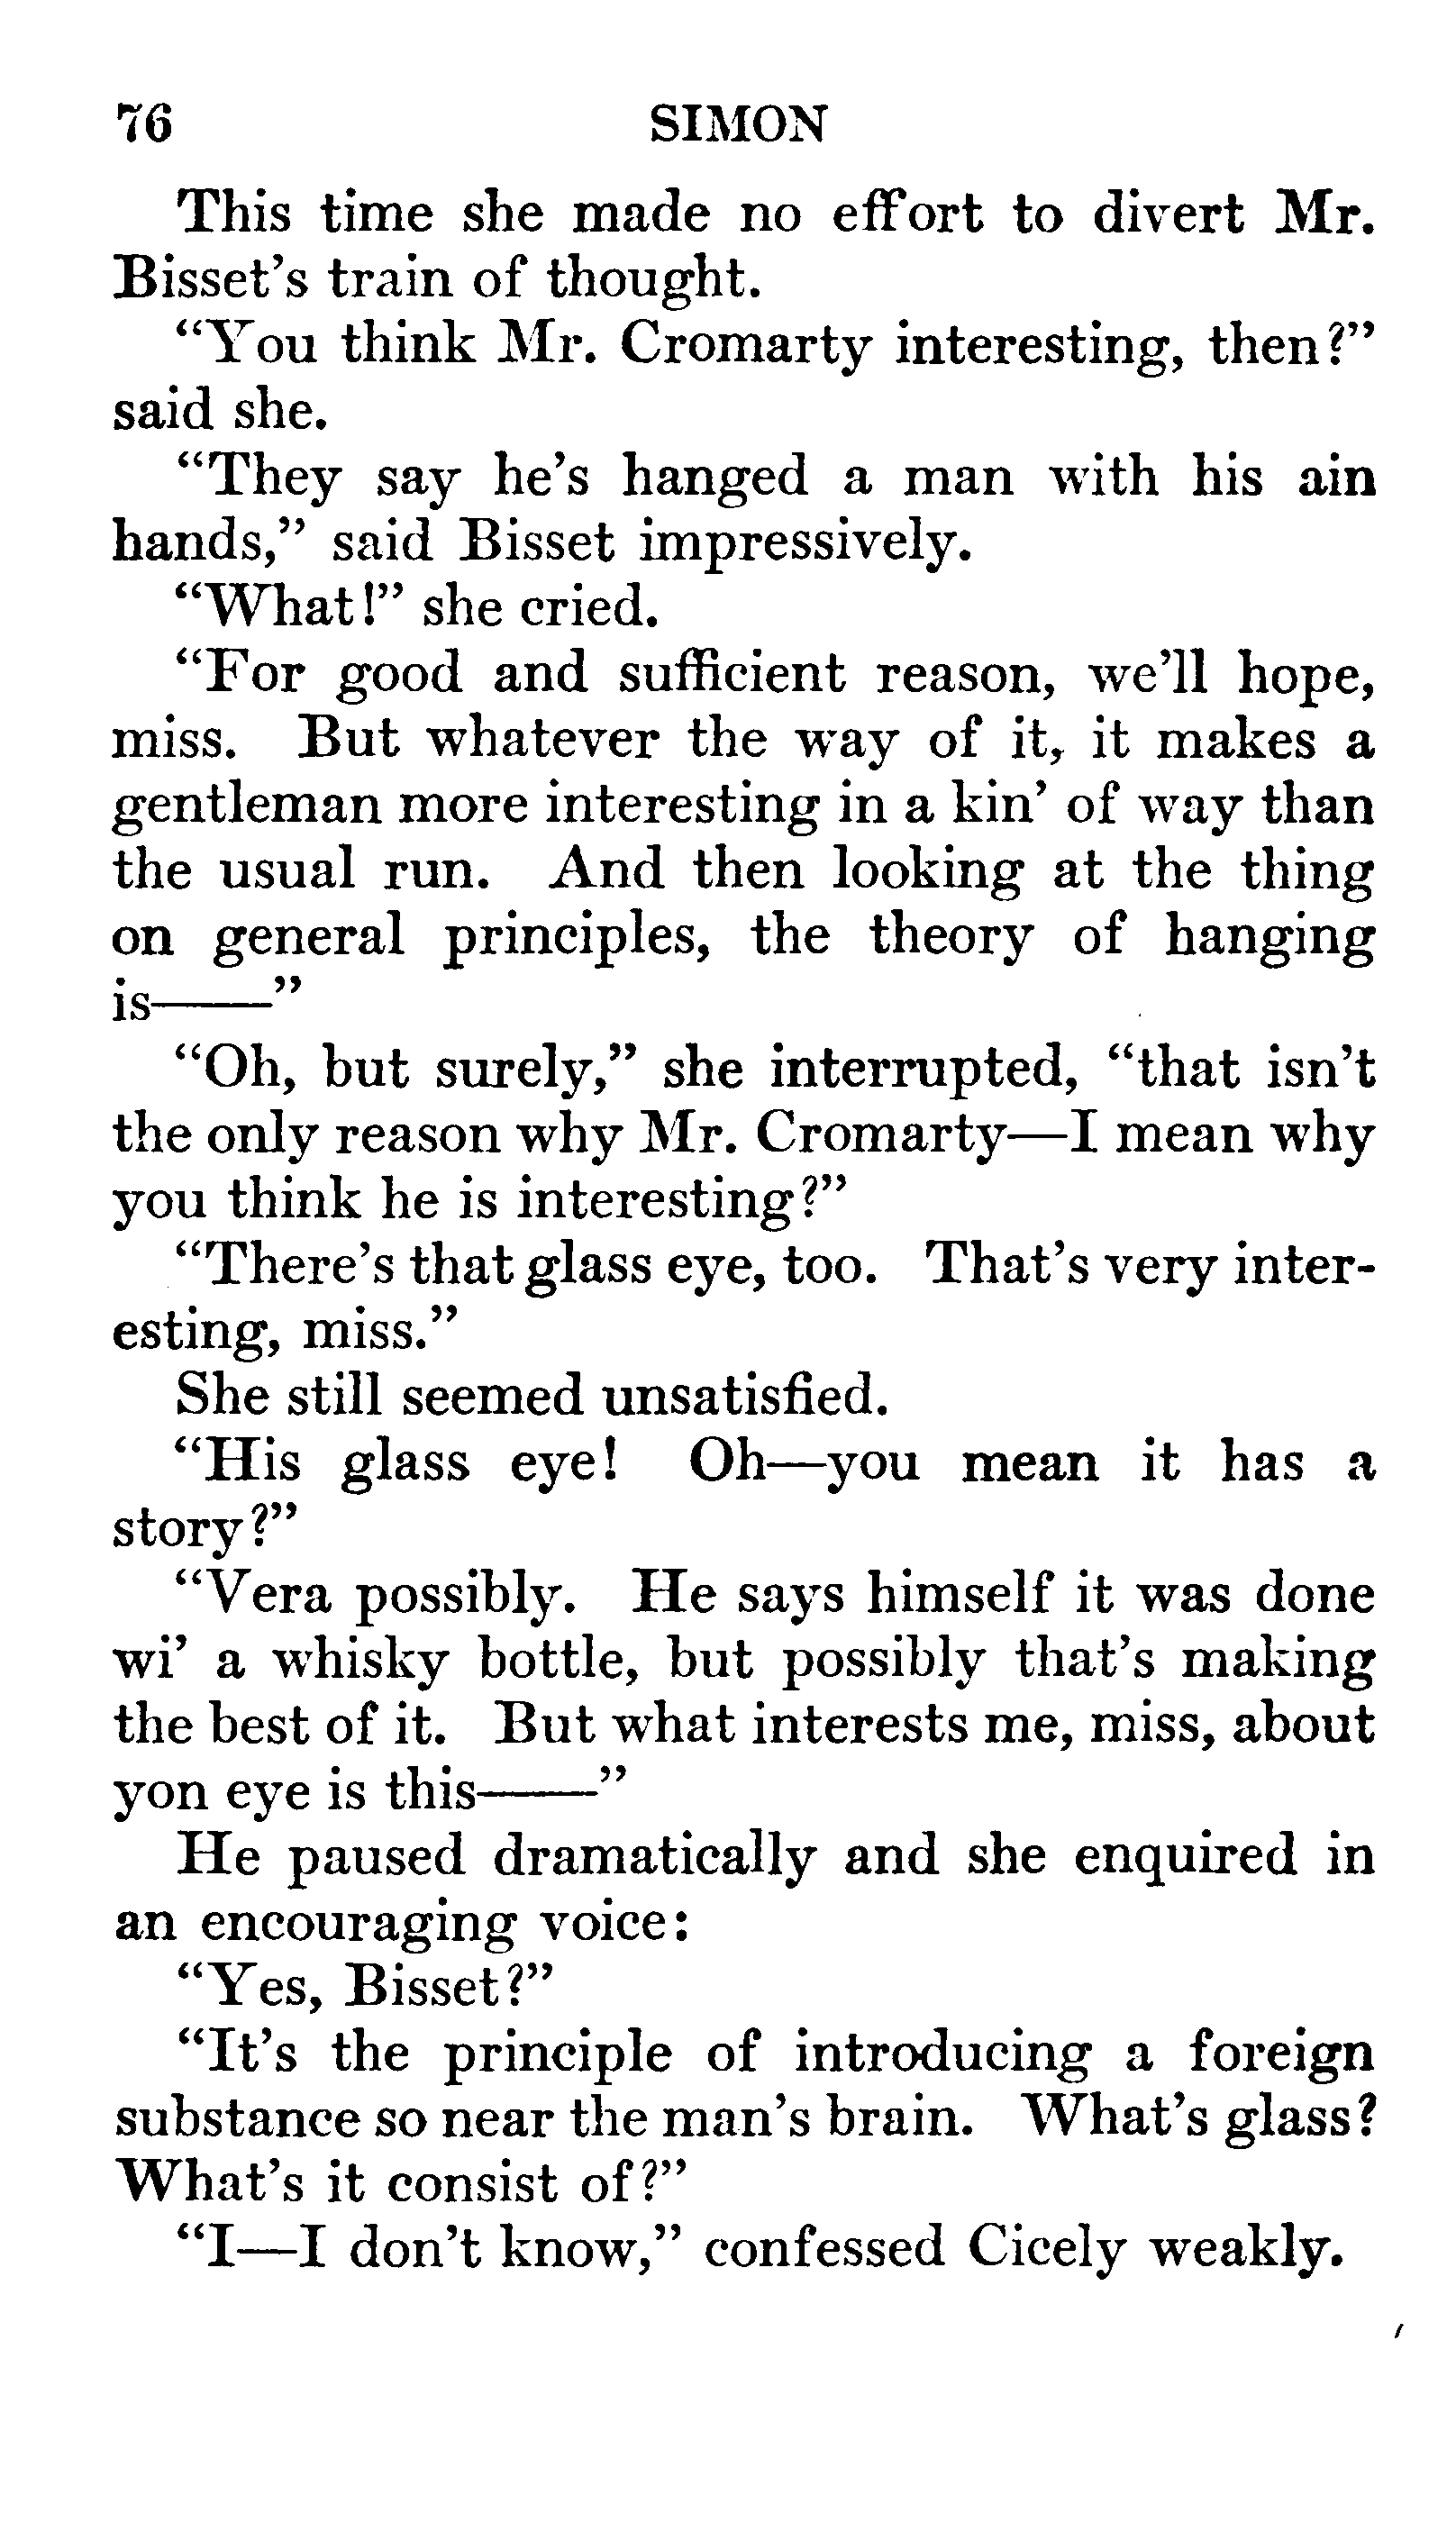 76 SIMON
This time she made no effort to divert Mr.
Bisset's train of thought.
“You think Mr. Cromarty interesting, then?”
said she.
“They say he's hanged a man with his ain
hands,” said Bisset impressively.
“What!” she cried.
“For good and sufficient reason, we'll hope,
miss. But whatever the way of it, it makes a
gentleman more interesting in a kin' of way than
the usual run. And then looking at the thing
on general principles, the theory of hanging
is——”
“Oh, but surely,” she interrupted, “that isn't
the only reason why Mr. Cromarty—I mean why
you think he is interesting?”
“There's that glass eye, too. That's very inter-
esting, miss.”
She still seemed unsatisfied.
“His glass eye! Oh—you mean it has a
story?”
“Vera possibly. He says himself it was done
wi' a whisky bottle, but possibly that's making
the best of it. But what interests me, miss, about
yon eye is this——”
He paused dramatically and she enquired in
an encouraging voice:
“Yes, Bisset?”
“It's the principle of introducing a foreign
substance so near the man's brain. What's glass?
What's it consist of?”
“I—I don't know,” confessed Cicely weakly.